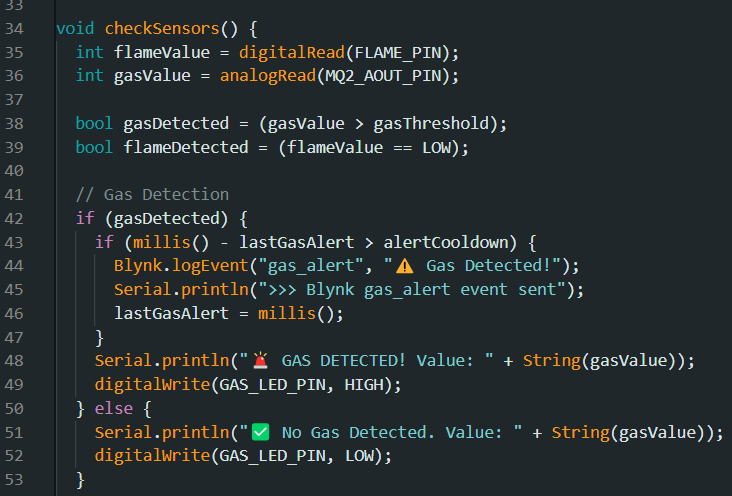 33
34 void checkSensors() {
35   int flameValue = digitalRead(FLAME_PIN);
36   int gasValue = analogRead(MQ2_AOUT_PIN);
37
38   bool gasDetected = (gasValue > gasThreshold);
39   bool flameDetected = (flameValue == LOW);
40
41   // Gas Detection
42   if (gasDetected) {
43     if (millis() - lastGasAlert > alertCooldown) {
44       Blynk.logEvent("gas_alert", "⚠️ Gas Detected!");
45       Serial.println(">>> Blynk gas_alert event sent");
46       lastGasAlert = millis();
47     }
48     Serial.println("🚨 GAS DETECTED! Value: " + String(gasValue));
49     digitalWrite(GAS_LED_PIN, HIGH);
50   } else {
51     Serial.println("✅ No Gas Detected. Value: " + String(gasValue));
52     digitalWrite(GAS_LED_PIN, LOW);
53   }